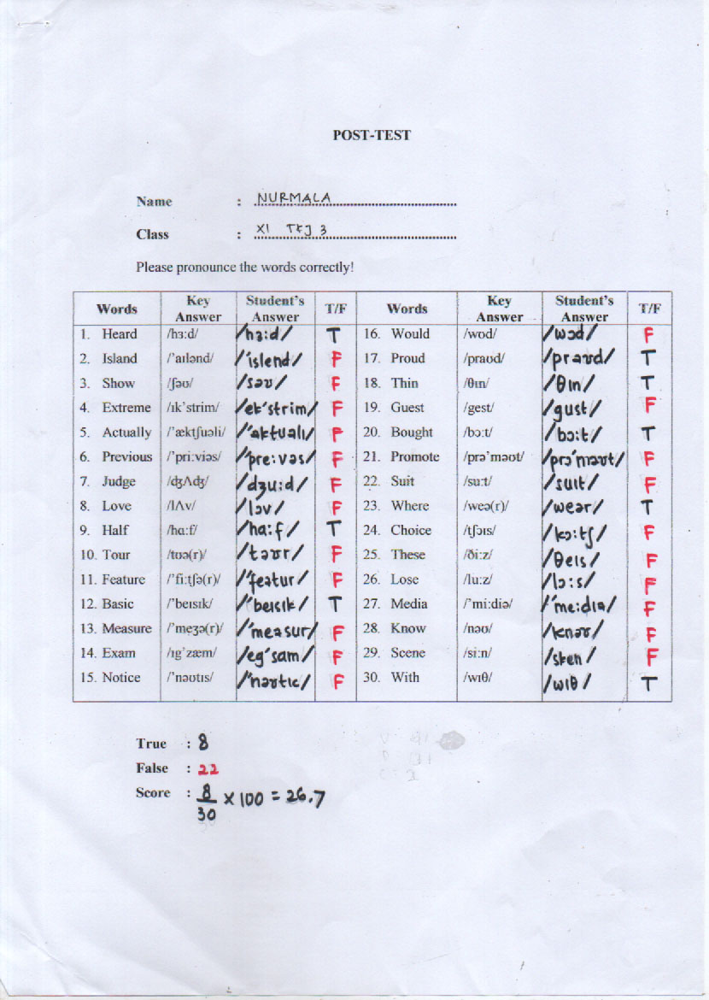 POST-TEST
Name : NURMALA
Class : XI TKJ 3
Please pronounce the words correctly!
Words Key Answer Student's Answer T/F Words Key Answer Student's Answer T/F
1. Heard /hɜ:d/ /hɜ:d/ T 16. Would /wʊd/ /wɔd/ F
2. Island /'aɪlənd/ /'islend/ F 17. Proud /praʊd/ /praʊd/ T
3. Show /ʃəʊ/ /səʊ/ F 18. Thin /θɪn/ /θɪn/ T
4. Extreme /ɪk'strim/ /ek'strim/ F 19. Guest /gest/ /gust/ F
5. Actually /'æktʃuəli/ /'aktualɪ/ F 20. Bought /bɔ:t/ /bɔ:t/ T
6. Previous /'pri:viəs/ /'pre:vəs/ F 21. Promote /prə'məʊt/ /prɔ'məʊt/ F
7. Judge /ʤɅʤ/ /dʒu:d/ F 22. Suit /su:t/ /suɪt/ F
8. Love /lɅv/ /lɔv/ F 23. Where /weə(r)/ /weər/ T
9. Half /hɑ:f/ /hɑ:f/ T 24. Choice /tʃɔɪs/ /kɔ:tʃ/ F
10. Tour /tʊə(r)/ /təʊr/ F 25. These /ði:z/ /θeɪs/ F
11. Feature /'fi:tʃə(r)/ /'feətur/ F 26. Lose /lu:z/ /lɔ:s/ F
12. Basic /'beɪsɪk/ /'beɪsɪk/ T 27. Media /'mi:diə/ /'me:dɪa/ F
13. Measure /'meʒə(r)/ /'measur/ F 28. Know /nəʊ/ /knəʊ/ F
14. Exam /ɪg'zæm/ /eg'sam/ F 29. Scene /si:n/ /sken/ F
15. Notice /'nəʊtɪs/ /'nəʊtɪc/ F 30. With /wɪθ/ /wɪθ/ T
True : 8
False : 22
Score : 8/30 x 100 = 26.7